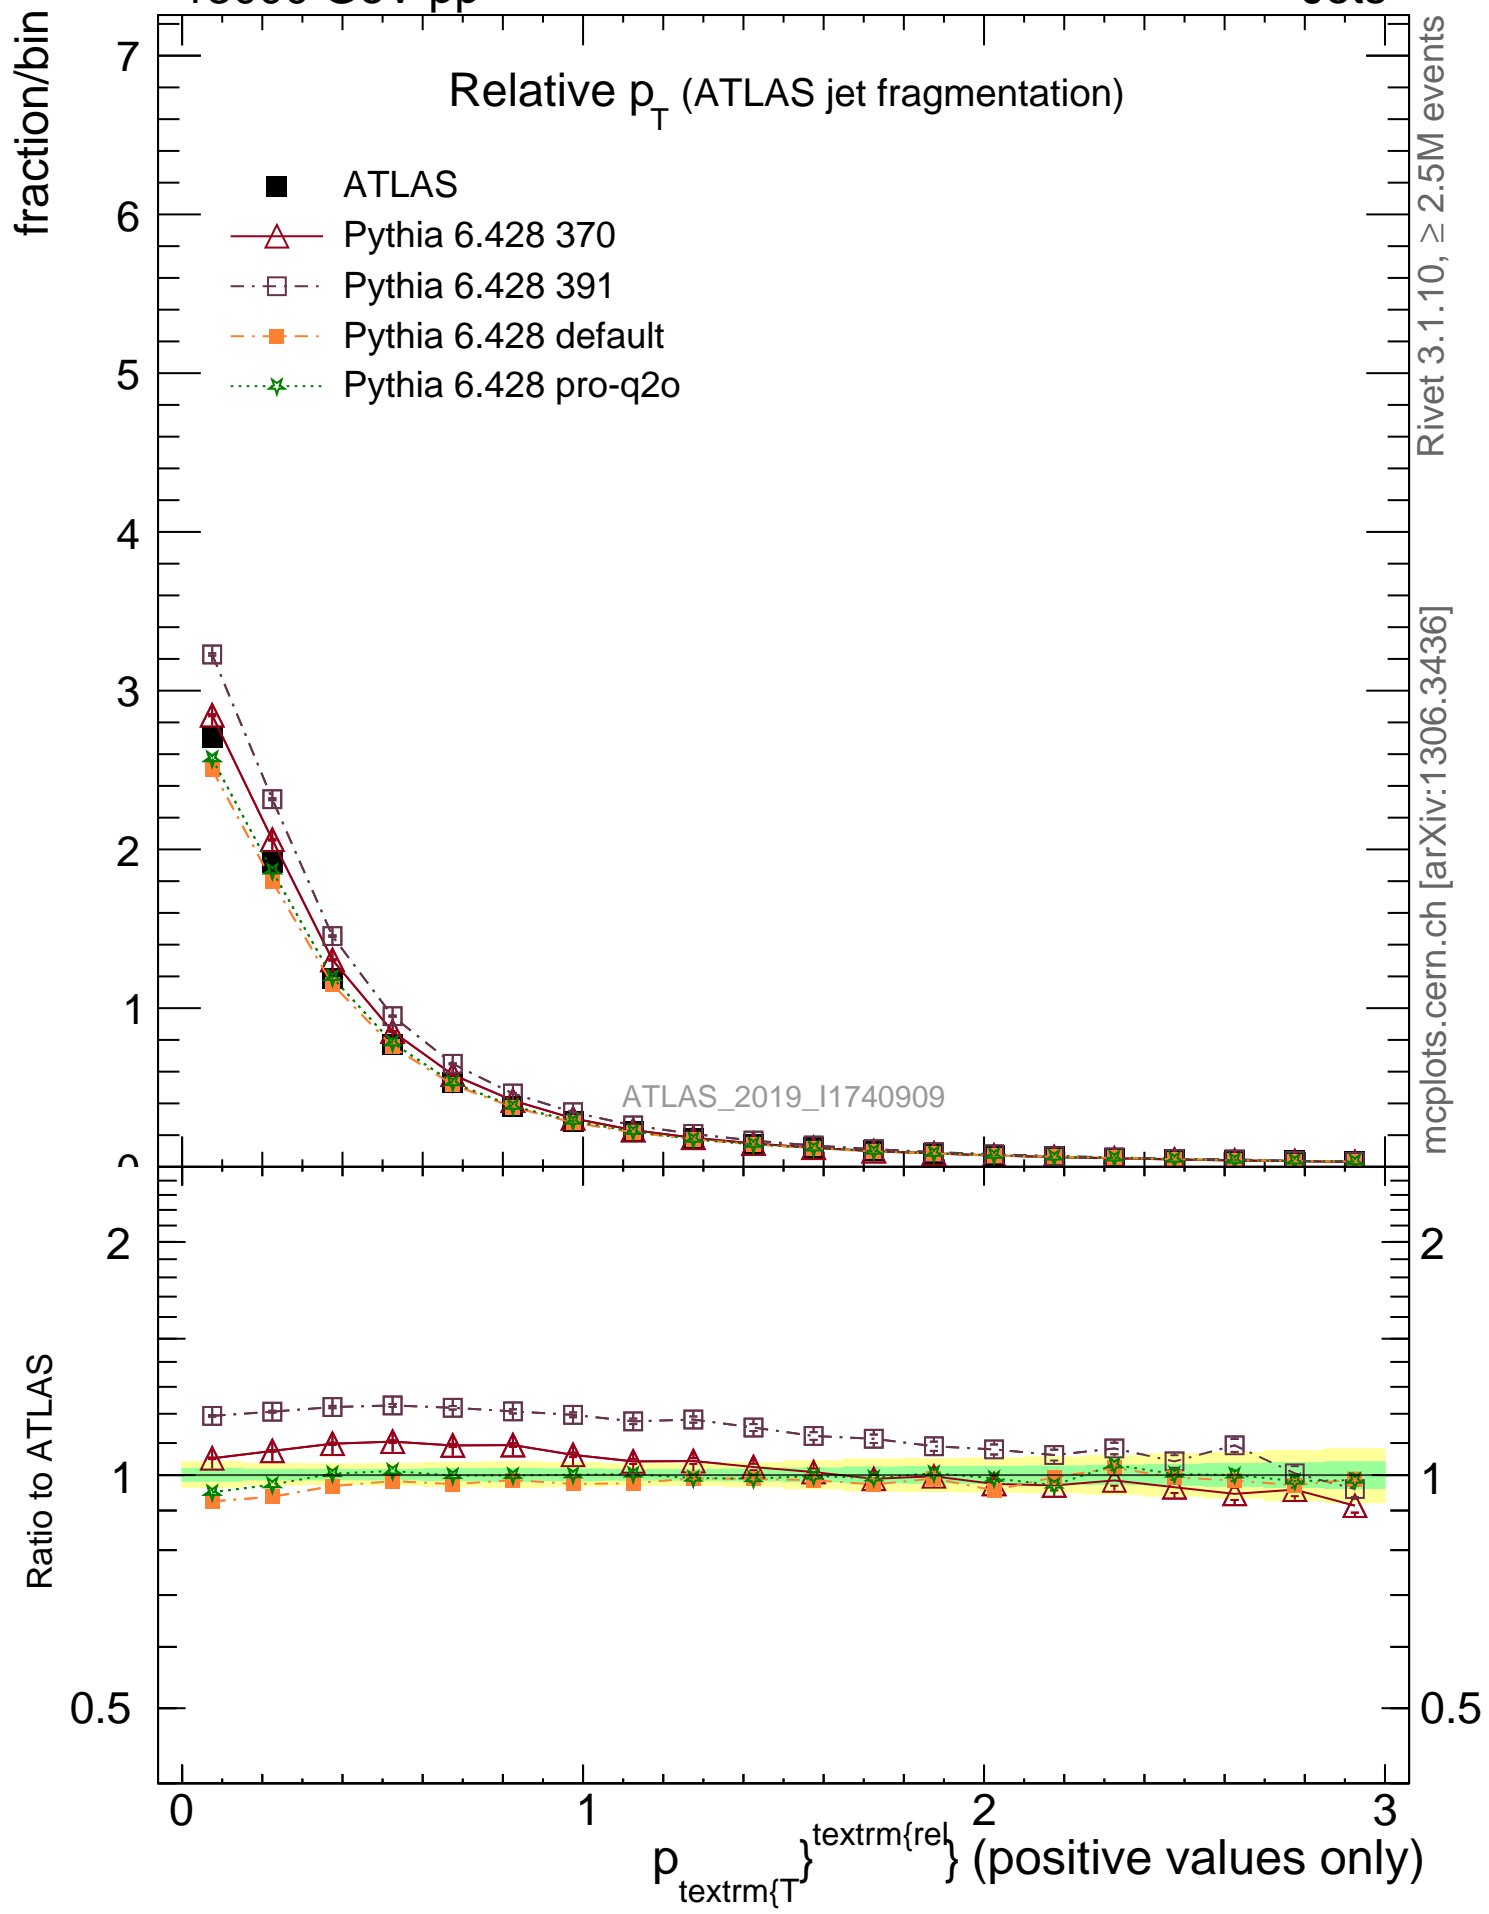 fraction/bin
7
6
5
4
3
2
1
Relative p_T (ATLAS jet fragmentation)
ATLAS
Pythia 6.428 370
Pythia 6.428 391
Pythia 6.428 default
Pythia 6.428 pro-q2o
ATLAS_2019_I1740909
Rivet 3.1.10, ≥ 2.5M events
mcplots.cern.ch [arXiv:1306.3436]
Ratio to ATLAS
2
1
0.5
2
1
0.5
0 1 2 3
p_textrm{T}^textrm{rel} (positive values only)